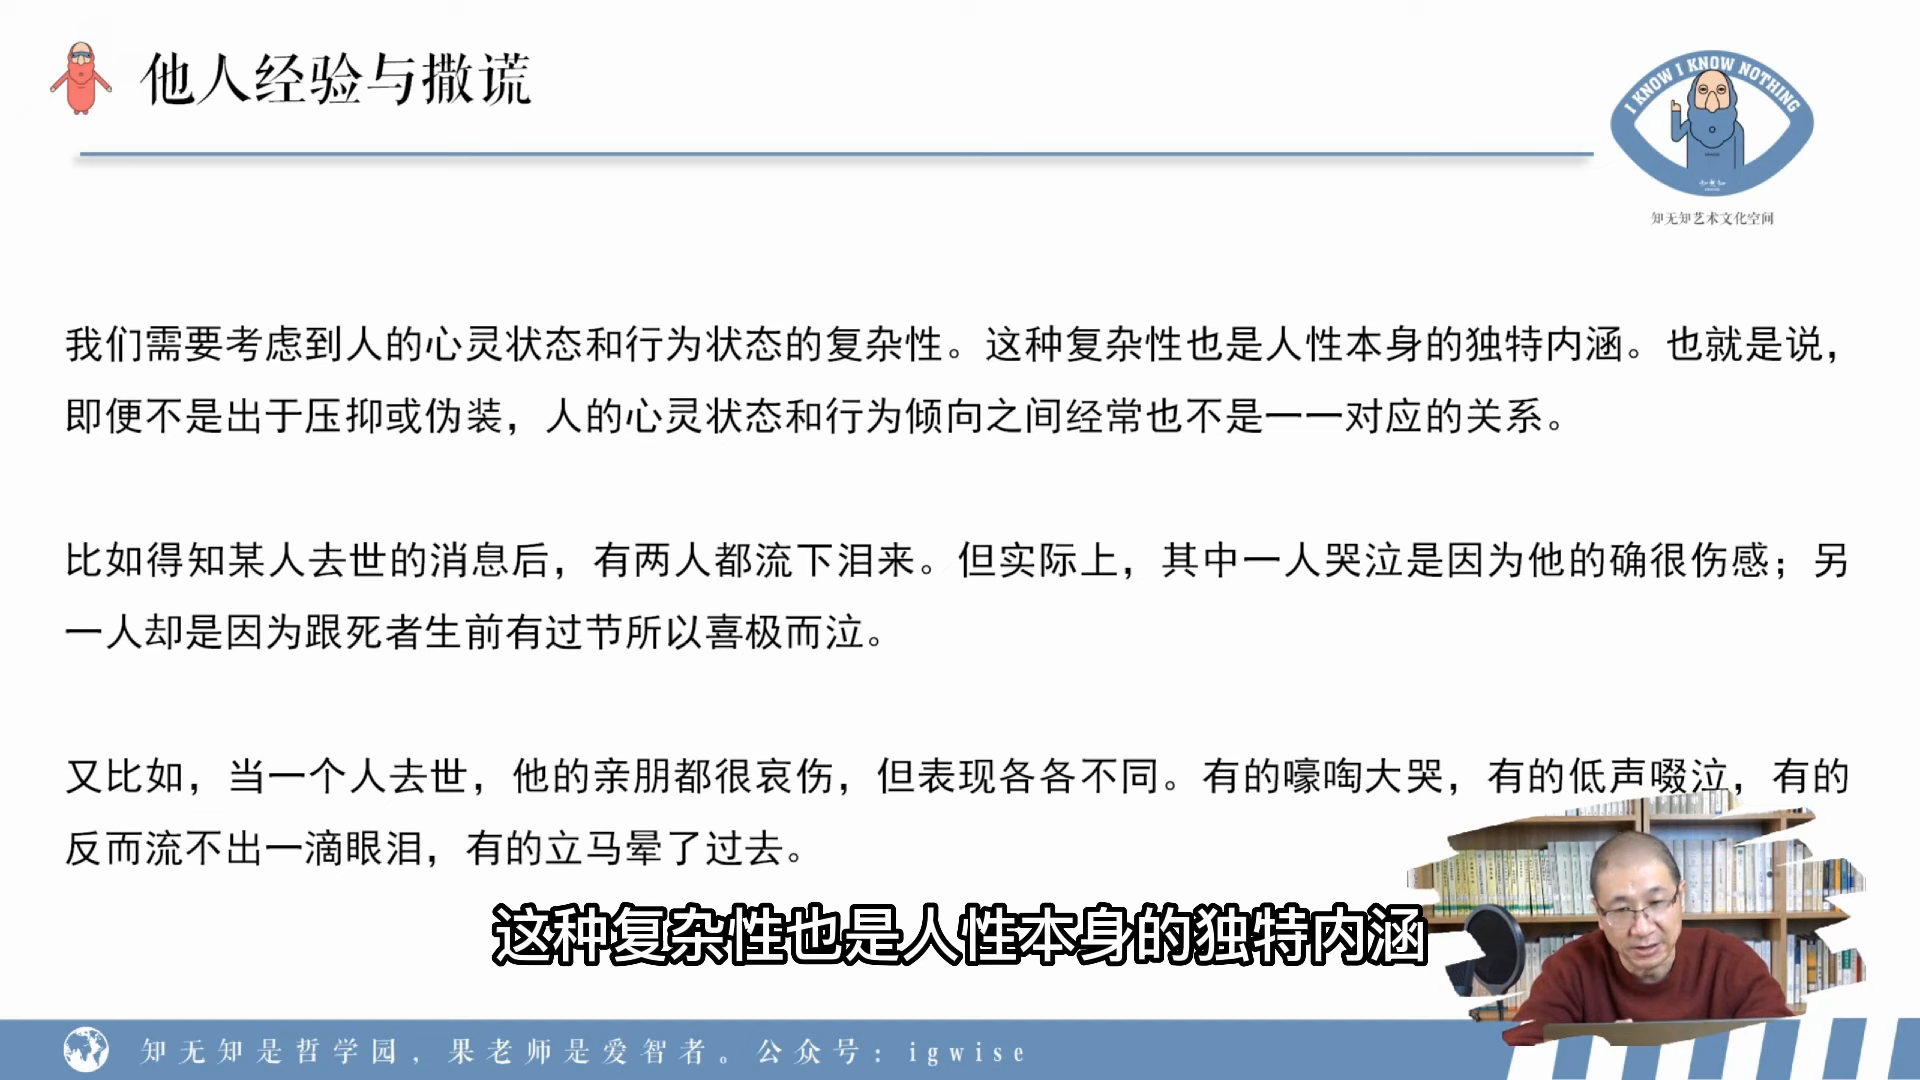 他人经验与撒谎
I KNOW I KNOW NOTHING
知无知艺术文化空间
我们需要考虑到人的心灵状态和行为状态的复杂性。这种复杂性也是人性本身的独特内涵。也就是说，
即便不是出于压抑或伪装，人的心灵状态和行为倾向之间经常也不是一一对应的关系。
比如得知某人去世的消息后，有两人都流下泪来。但实际上，其中一人哭泣是因为他的确很伤感；另
一人却是因为跟死者生前有过节所以喜极而泣。
又比如，当一个人去世，他的亲朋都很哀伤，但表现各各不同。有的嚎啕大哭，有的低声啜泣，有的
反而流不出一滴眼泪，有的立马晕了过去。
这种复杂性也是人性本身的独特内涵
知无知是哲学园，果老师是爱智者。公众号：igwise